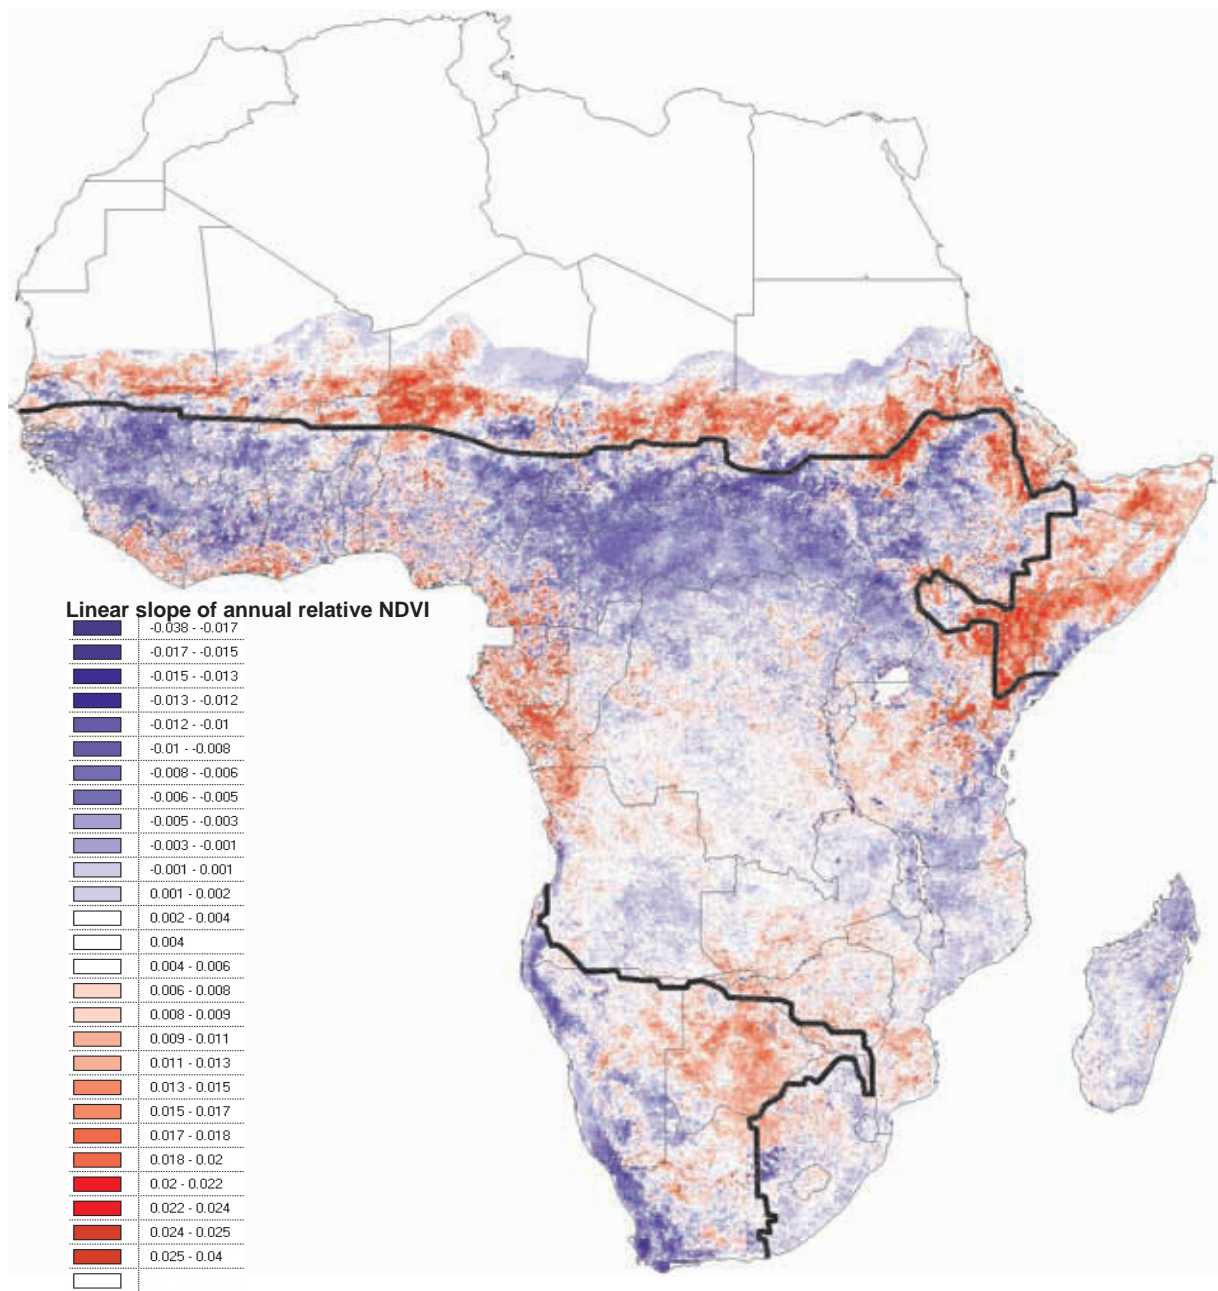 Linear slope of annual relative NDVI
-0.038 - -0.017
-0.017 - -0.015
-0.015 - -0.013
-0.013 - -0.012
-0.012 - -0.01
-0.01 - -0.008
-0.008 - -0.006
-0.006 - -0.005
-0.005 - -0.003
-0.003 - -0.001
-0.001 - 0.001
0.001 - 0.002
0.002 - 0.004
0.004
0.004 - 0.006
0.006 - 0.008
0.008 - 0.009
0.009 - 0.011
0.011 - 0.013
0.013 - 0.015
0.015 - 0.017
0.017 - 0.018
0.018 - 0.02
0.02 - 0.022
0.022 - 0.024
0.024 - 0.025
0.025 - 0.04